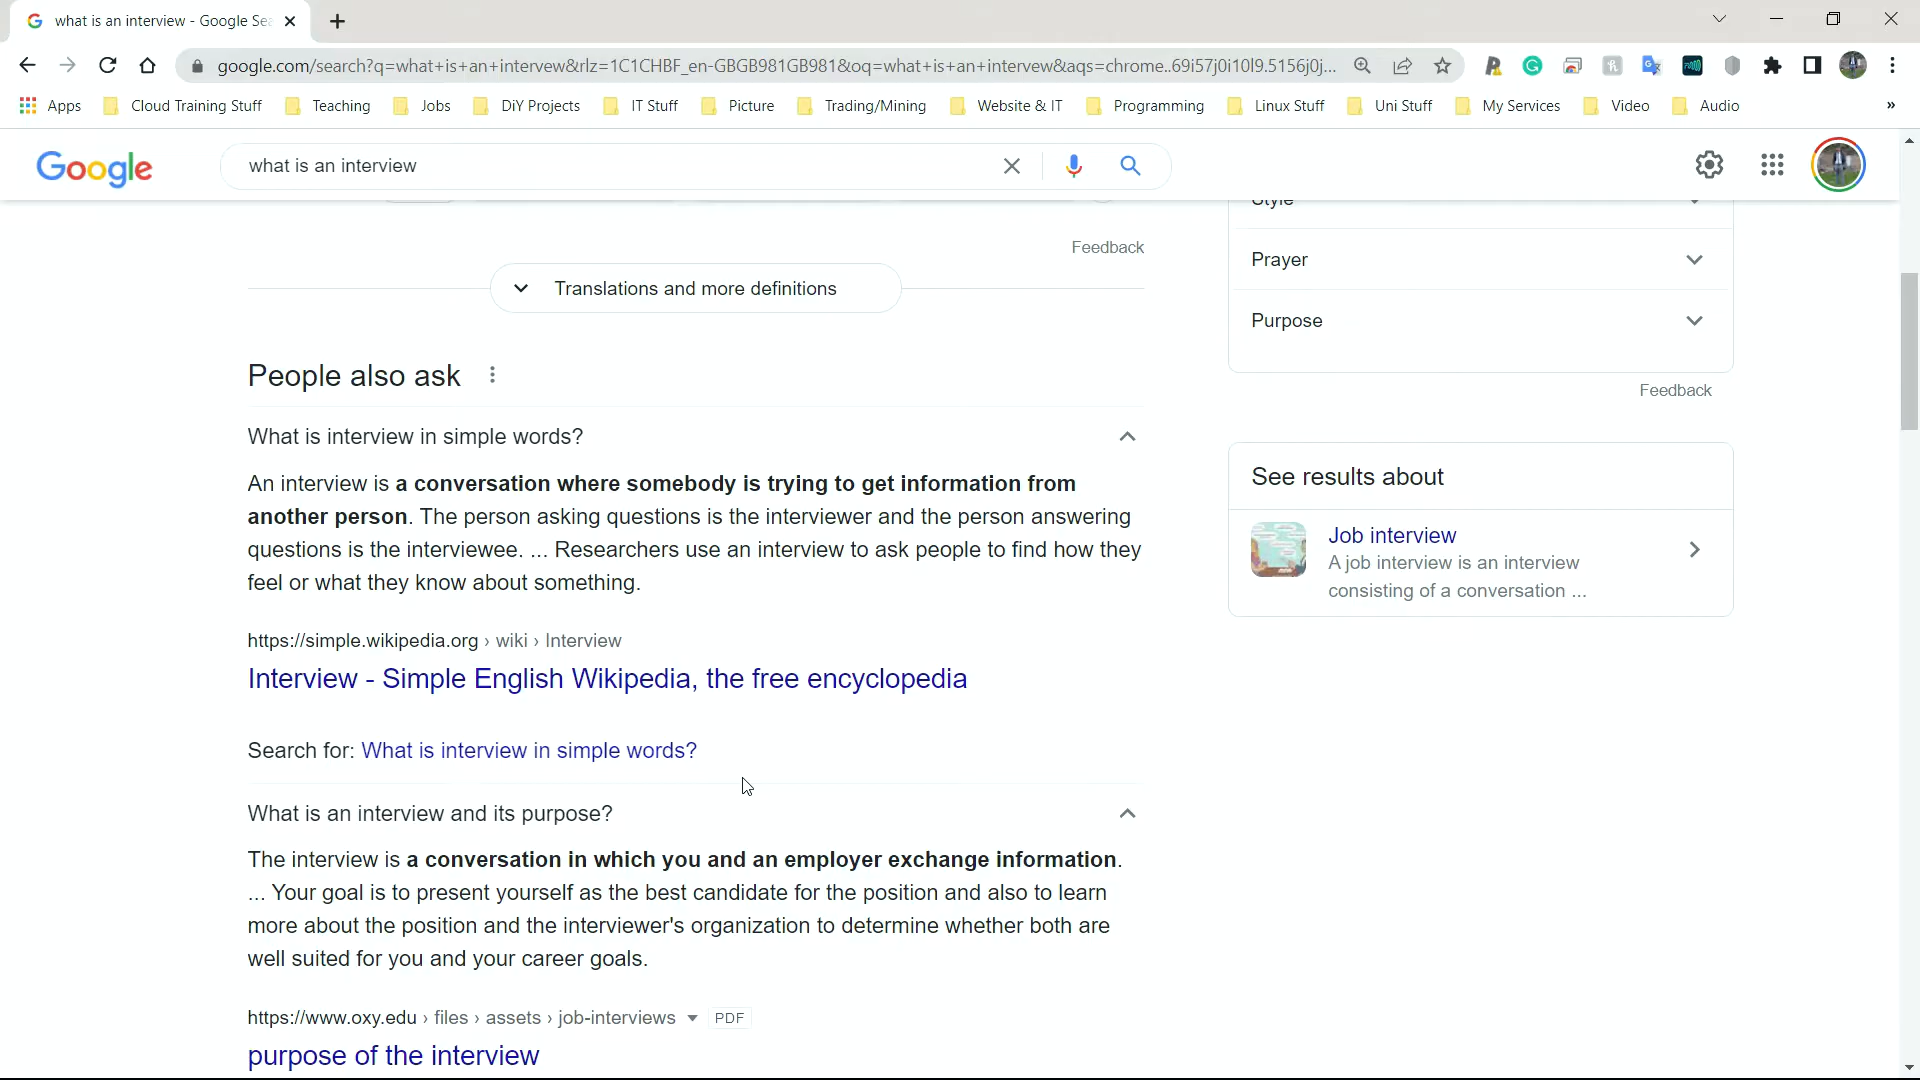 what is an interview - Google Sea
google.com/search?q=what+is+an+intervew&rlz=1C1CHBF_en-GBGB981GB981&oq=what+is+an+intervew&aqs=chrome..69i57j0i10l9.5156j0j...
Apps Cloud Training Stuff Teaching Jobs DiY Projects IT Stuff Picture Trading/Mining Website & IT Programming Linux Stuff Uni Stuff My Services Video Audio »
Google what is an interview
Style
Feedback
Prayer
Translations and more definitions
Purpose
Feedback
People also ask
What is interview in simple words?
An interview is a conversation where somebody is trying to get information from
another person. The person asking questions is the interviewer and the person answering
questions is the interviewee. ... Researchers use an interview to ask people to find how they
feel or what they know about something.
https://simple.wikipedia.org › wiki › Interview
Interview - Simple English Wikipedia, the free encyclopedia
Search for: What is interview in simple words?
What is an interview and its purpose?
The interview is a conversation in which you and an employer exchange information.
... Your goal is to present yourself as the best candidate for the position and also to learn
more about the position and the interviewer's organization to determine whether both are
well suited for you and your career goals.
https://www.oxy.edu › files › assets › job-interviews PDF
purpose of the interview
See results about
Job interview
A job interview is an interview
consisting of a conversation ...